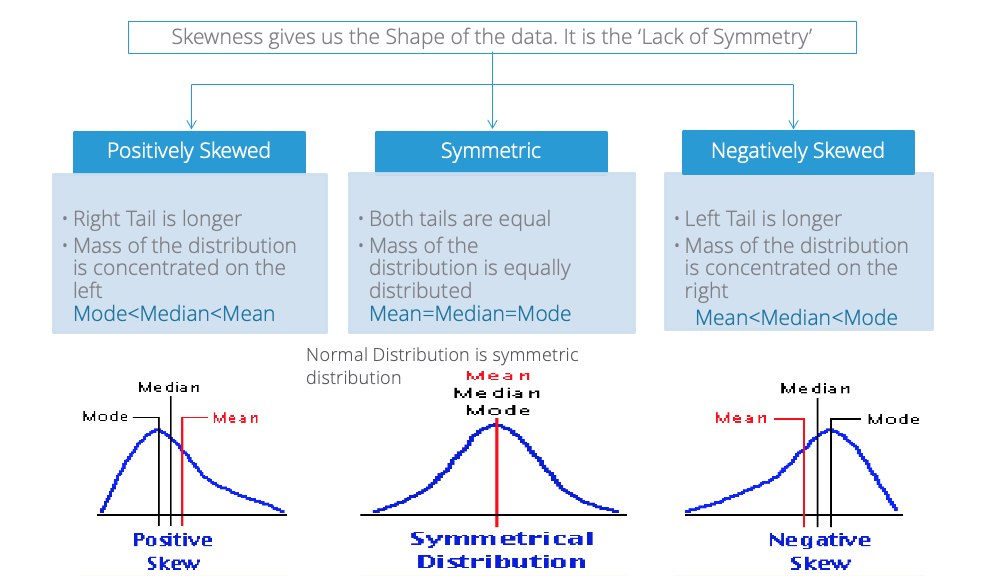 Skewness gives us the Shape of the data. It is the ‘Lack of Symmetry’
Positively Skewed
• Right Tail is longer
• Mass of the distribution
is concentrated on the
left
Mode<Median<Mean
Symmetric
• Both tails are equal
• Mass of the
distribution is equally
distributed
Mean=Median=Mode
Negatively Skewed
• Left Tail is longer
• Mass of the distribution
is concentrated on the
right
Mean<Median<Mode
Normal Distribution is symmetric
distribution
Median
Mode
Mean
Positive
Skew
Mean
Median
Mode
Symmetrical
Distribution
Median
Mean
Mode
Negative
Skew